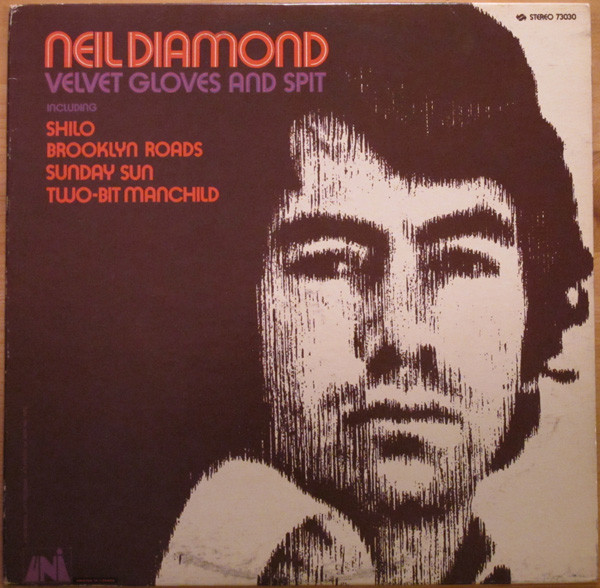 STEREO 73030
NEIL DIAMOND
VELVET GLOVES AND SPIT
INCLUDING
SHILO
BROOKLYN ROADS
SUNDAY SUN
TWO-BIT MANCHILD
UNI